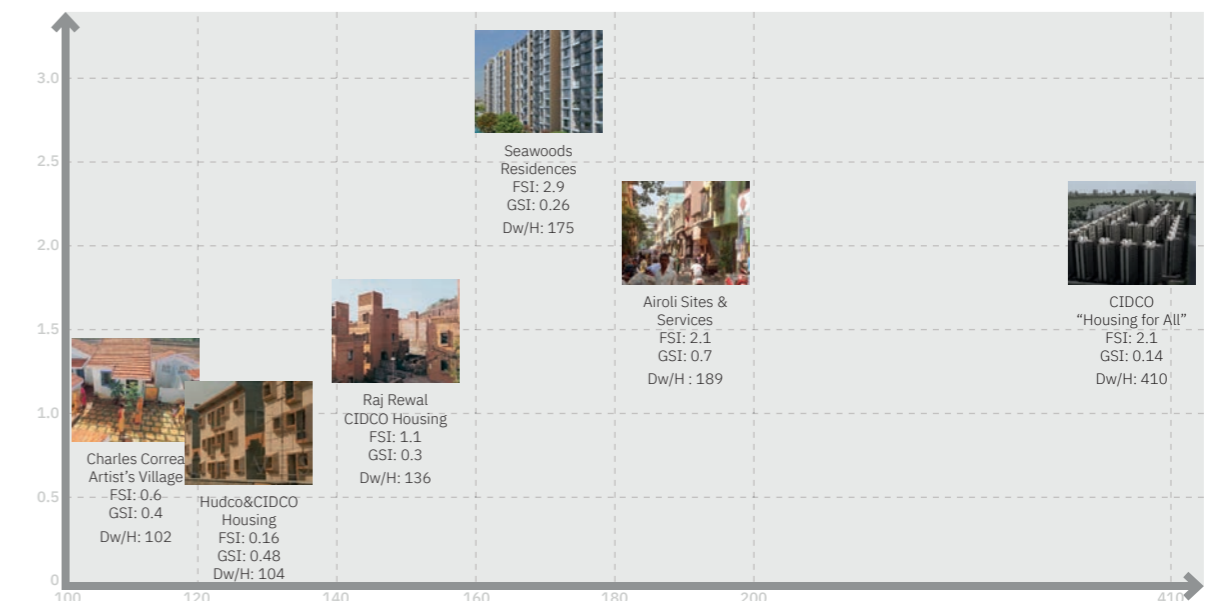 3.0
2.5
2.0
1.5
1.0
0.5
0
Seawoods
Residences
FSI: 2.9
GSI: 0.26
Dw/H: 175
Airoli Sites &
Services
FSI: 2.1
GSI: 0.7
Dw/H : 189
CIDCO
“Housing for All”
FSI: 2.1
GSI: 0.14
Dw/H: 410
Raj Rewal
CIDCO Housing
FSI: 1.1
GSI: 0.3
Dw/H: 136
Charles Correa
Artist’s Village
FSI: 0.6
GSI: 0.4
Dw/H: 102
Hudco&CIDCO
Housing
FSI: 0.16
GSI: 0.48
Dw/H: 104
100 120 140 160 180 200 410